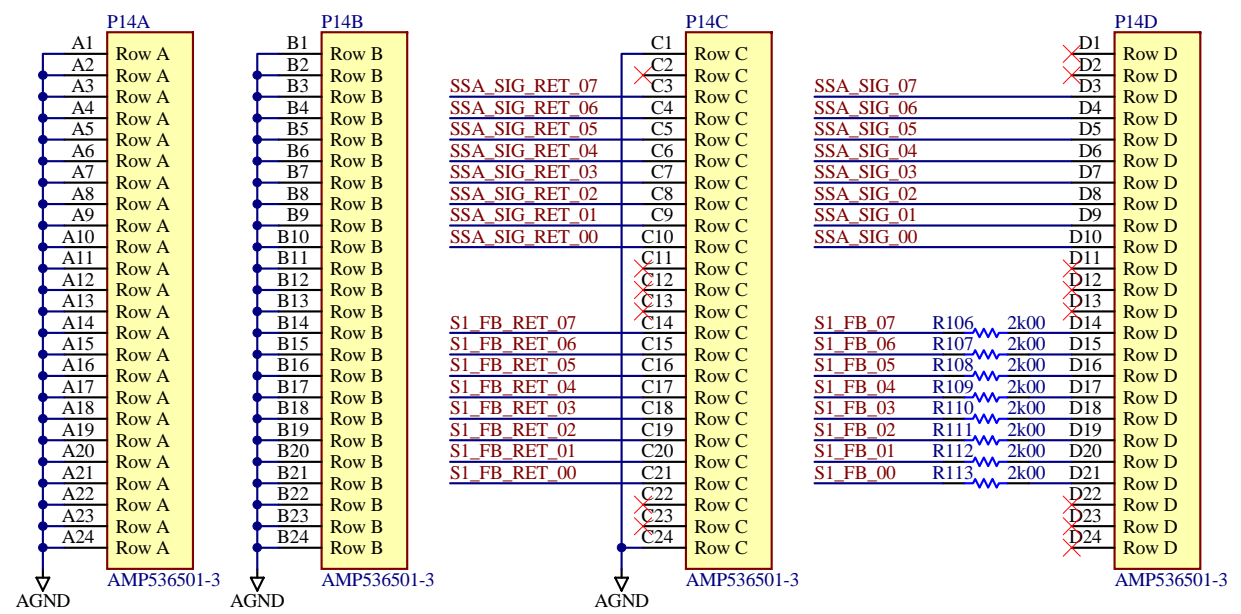 P14A
A1 Row A
A2 Row A
A3 Row A
A4 Row A
A5 Row A
A6 Row A
A7 Row A
A8 Row A
A9 Row A
A10 Row A
A11 Row A
A12 Row A
A13 Row A
A14 Row A
A15 Row A
A16 Row A
A17 Row A
A18 Row A
A19 Row A
A20 Row A
A21 Row A
A22 Row A
A23 Row A
A24 Row A
AMP536501-3
AGND
P14B
B1 Row B
B2 Row B
B3 Row B
B4 Row B
B5 Row B
B6 Row B
B7 Row B
B8 Row B
B9 Row B
B10 Row B
B11 Row B
B12 Row B
B13 Row B
B14 Row B
B15 Row B
B16 Row B
B17 Row B
B18 Row B
B19 Row B
B20 Row B
B21 Row B
B22 Row B
B23 Row B
B24 Row B
AMP536501-3
AGND
P14C
C1 Row C
C2 Row C
SSA_SIG_RET_07 C3 Row C
SSA_SIG_RET_06 C4 Row C
SSA_SIG_RET_05 C5 Row C
SSA_SIG_RET_04 C6 Row C
SSA_SIG_RET_03 C7 Row C
SSA_SIG_RET_02 C8 Row C
SSA_SIG_RET_01 C9 Row C
SSA_SIG_RET_00 C10 Row C
C11 Row C
C12 Row C
C13 Row C
S1_FB_RET_07 C14 Row C
S1_FB_RET_06 C15 Row C
S1_FB_RET_05 C16 Row C
S1_FB_RET_04 C17 Row C
S1_FB_RET_03 C18 Row C
S1_FB_RET_02 C19 Row C
S1_FB_RET_01 C20 Row C
S1_FB_RET_00 C21 Row C
C22 Row C
C23 Row C
C24 Row C
AMP536501-3
AGND
P14D
D1 Row D
D2 Row D
SSA_SIG_07 D3 Row D
SSA_SIG_06 D4 Row D
SSA_SIG_05 D5 Row D
SSA_SIG_04 D6 Row D
SSA_SIG_03 D7 Row D
SSA_SIG_02 D8 Row D
SSA_SIG_01 D9 Row D
SSA_SIG_00 D10 Row D
D11 Row D
D12 Row D
D13 Row D
S1_FB_07 R106 2k00 D14 Row D
S1_FB_06 R107 2k00 D15 Row D
S1_FB_05 R108 2k00 D16 Row D
S1_FB_04 R109 2k00 D17 Row D
S1_FB_03 R110 2k00 D18 Row D
S1_FB_02 R111 2k00 D19 Row D
S1_FB_01 R112 2k00 D20 Row D
S1_FB_00 R113 2k00 D21 Row D
D22 Row D
D23 Row D
D24 Row D
AMP536501-3